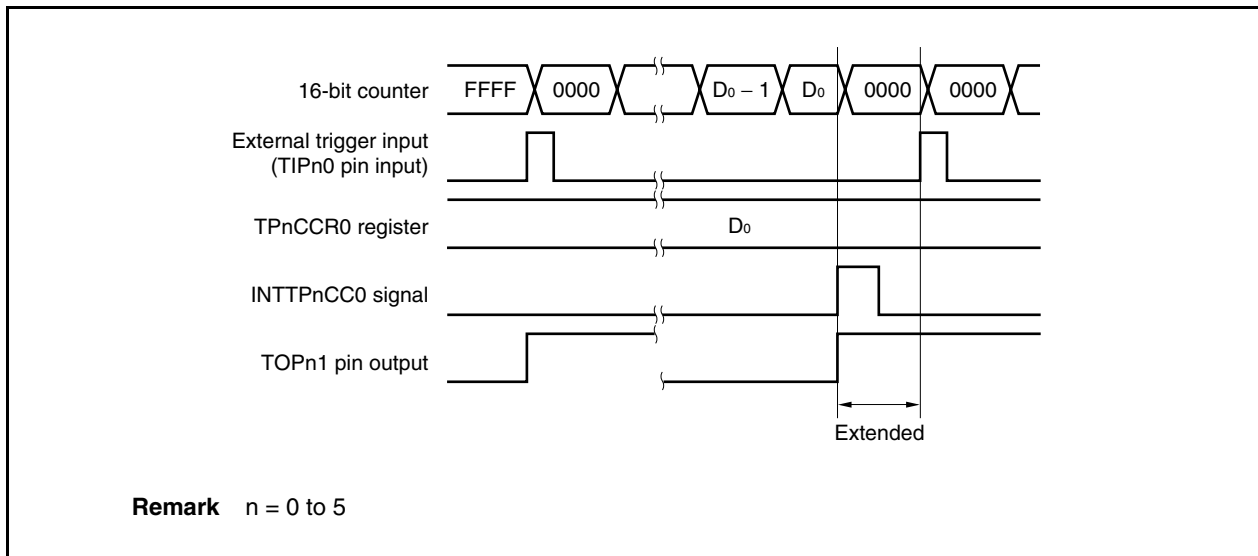 16-bit counter
FFFF 0000 D₀ − 1 D₀ 0000 0000
External trigger input
(TIPn0 pin input)
TPnCCR0 register
D₀
INTTPnCC0 signal
TOPn1 pin output
Extended
Remark n = 0 to 5